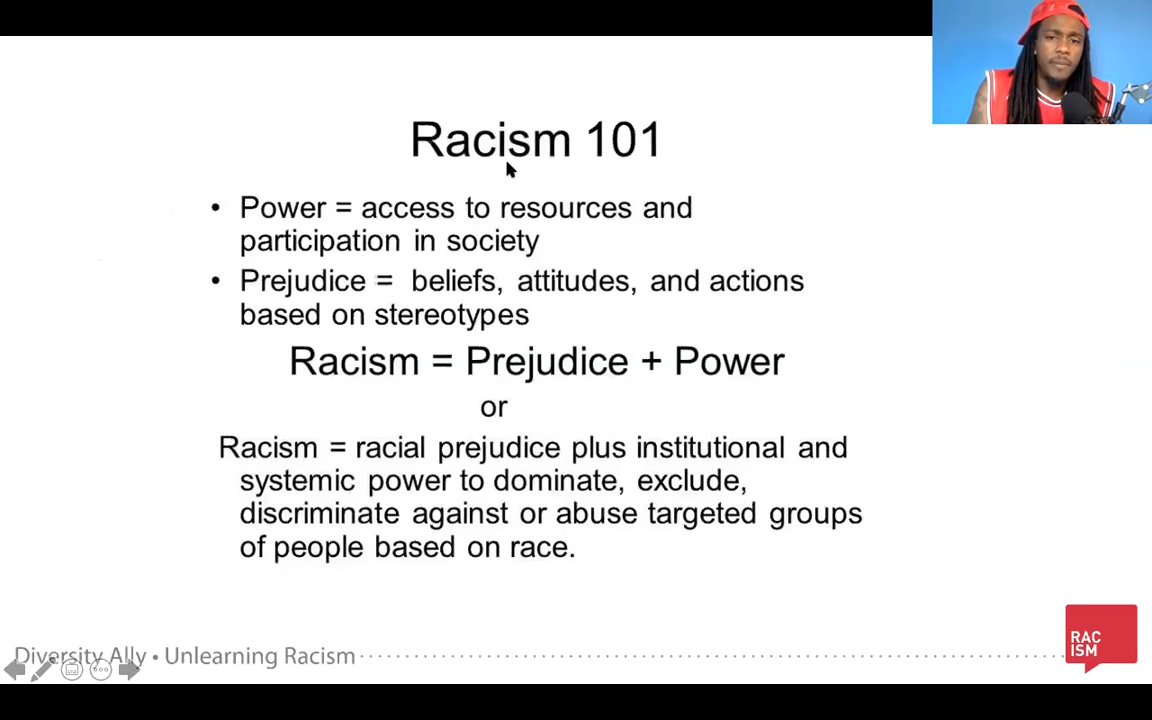 Racism 101
• Power = access to resources and
participation in society
• Prejudice = beliefs, attitudes, and actions
based on stereotypes
Racism = Prejudice + Power
or
Racism = racial prejudice plus institutional and
systemic power to dominate, exclude,
discriminate against or abuse targeted groups
of people based on race.
Diversity Ally • Unlearning Racism
RAC
ISM